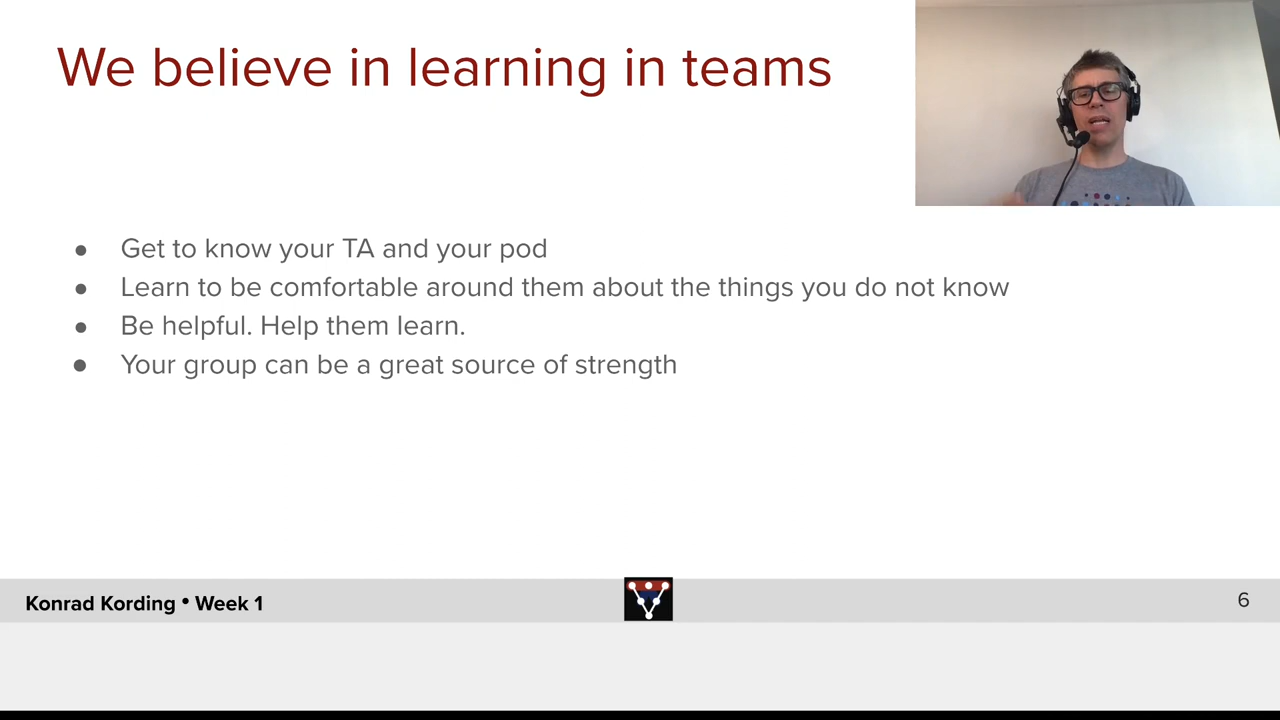 We believe in learning in teams
● Get to know your TA and your pod
● Learn to be comfortable around them about the things you do not know
● Be helpful. Help them learn.
● Your group can be a great source of strength
Konrad Kording • Week 1
6